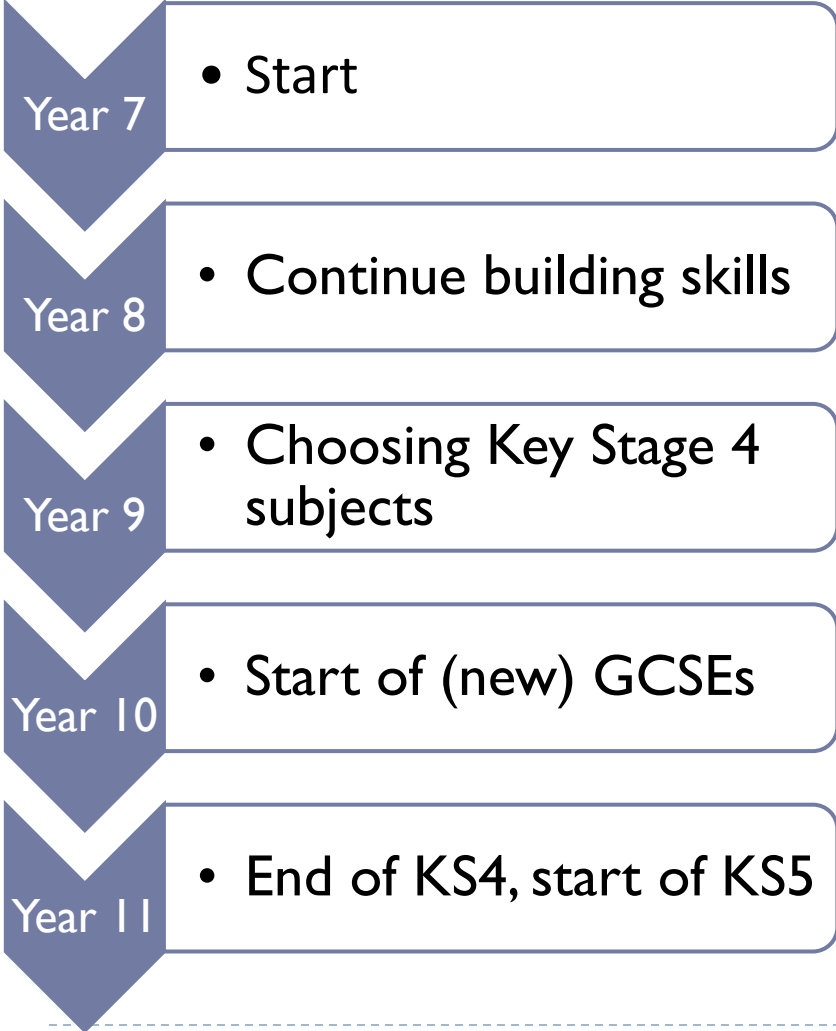 Year 7
• Start
Year 8
• Continue building skills
Year 9
• Choosing Key Stage 4
subjects
Year 10
• Start of (new) GCSEs
Year 11
• End of KS4, start of KS5